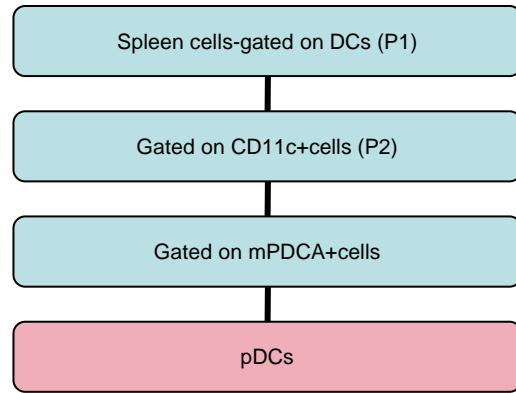 Spleen cells-gated on DCs (P1)
Gated on CD11c+cells (P2)
Gated on mPDCA+cells
pDCs